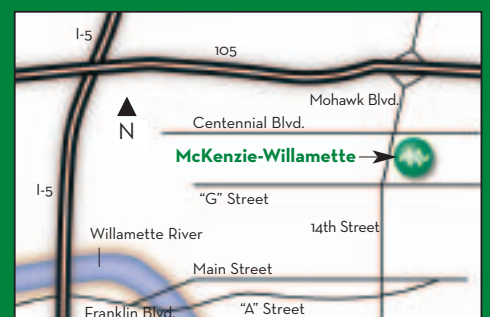 I-5
105
Mohawk Blvd.
N
Centennial Blvd.
McKenzie-Willamette
I-5
"G" Street
14th Street
Willamette River
Main Street
Franklin Blvd.
"A" Street